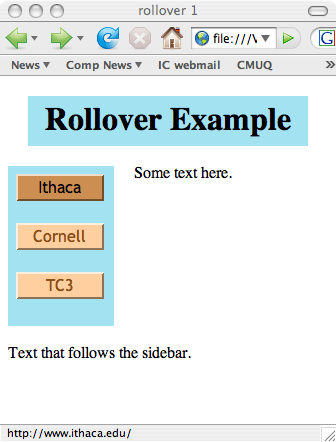 rollover 1
file:///\
G
News ▾ Comp News ▾ IC webmail CMUQ »
Rollover Example
Ithaca
Some text here.
Cornell
TC3
Text that follows the sidebar.
http://www.ithaca.edu/